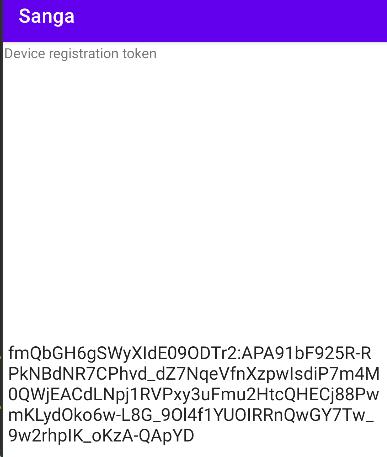 Sanga
Device registration token
fmQbGH6gSWyXIdE09ODTr2:APA91bF925R-R
PkNBdNR7CPhvd_dZ7NqeVfnXzpwIsdiP7m4M
0QWjEACdLNpj1RVPxy3uFmu2HtcQHECj88Pw
mKLydOko6w-L8G_9OI4f1YUOIRRnQwGY7Tw_
9w2rhpIK_oKzA-QApYD